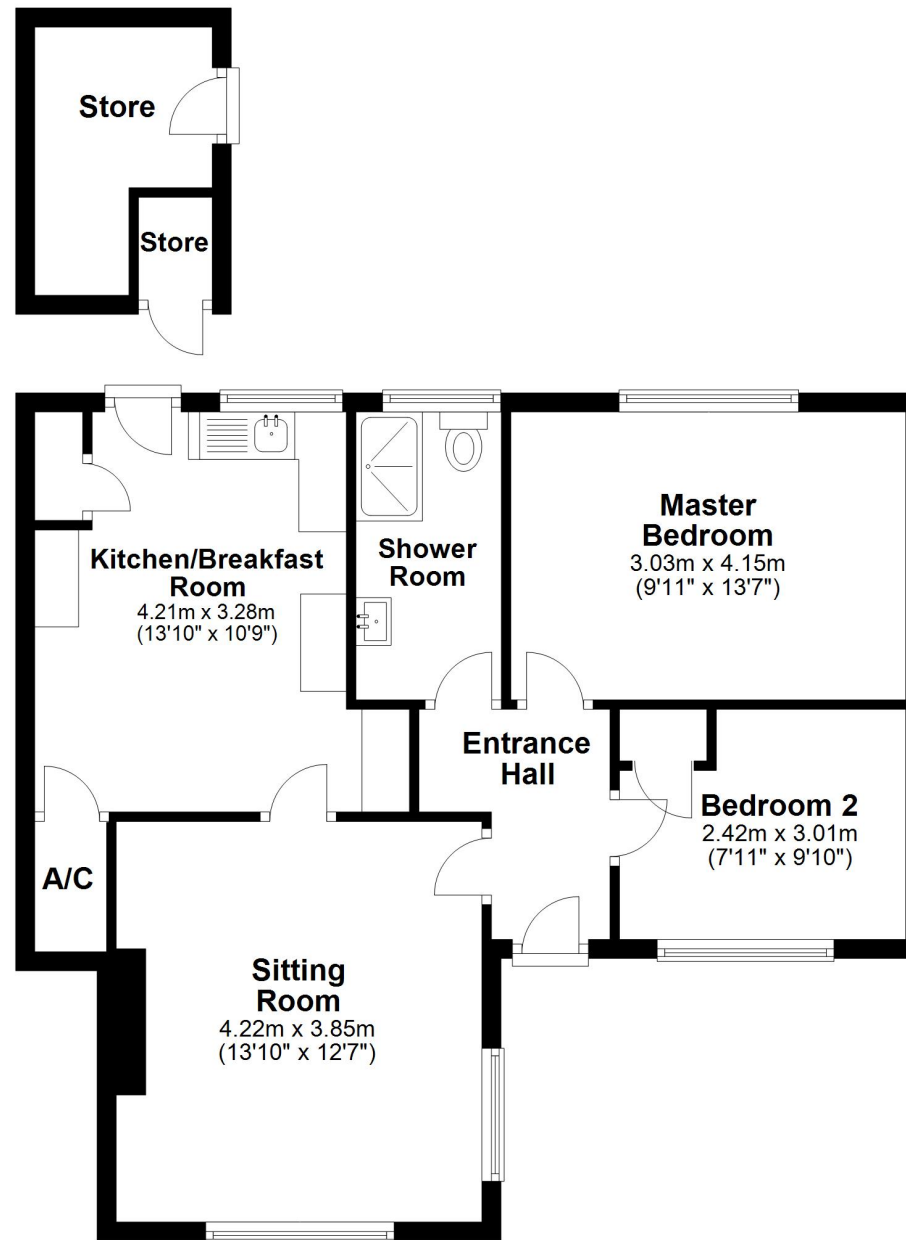 Store
Store
Kitchen/Breakfast
Room
4.21m x 3.28m
(13'10" x 10'9")
Shower
Room
Master
Bedroom
3.03m x 4.15m
(9'11" x 13'7")
Entrance
Hall
Bedroom 2
2.42m x 3.01m
(7'11" x 9'10")
A/C
Sitting
Room
4.22m x 3.85m
(13'10" x 12'7")